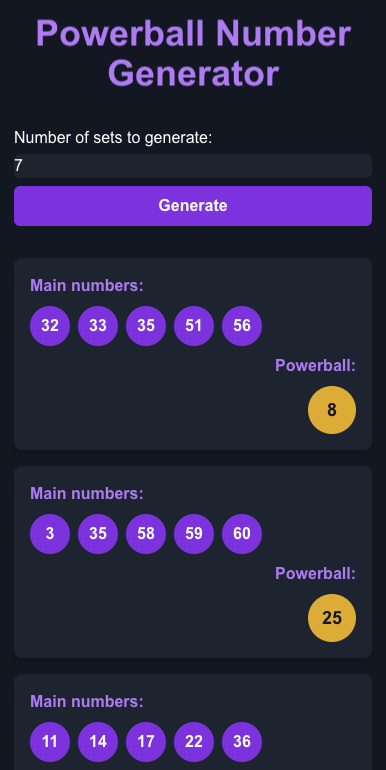 Powerball Number
Generator
Number of sets to generate:
7
Generate
Main numbers:
32 33 35 51 56
Powerball:
8
Main numbers:
3 35 58 59 60
Powerball:
25
Main numbers:
11 14 17 22 36